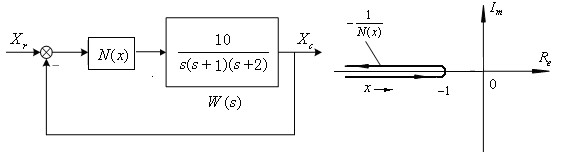 X_r
−
N(x)
10
s(s+1)(s+2)
W(s)
X_c
−1/N(x)
x→
−1
0
I_m
R_e